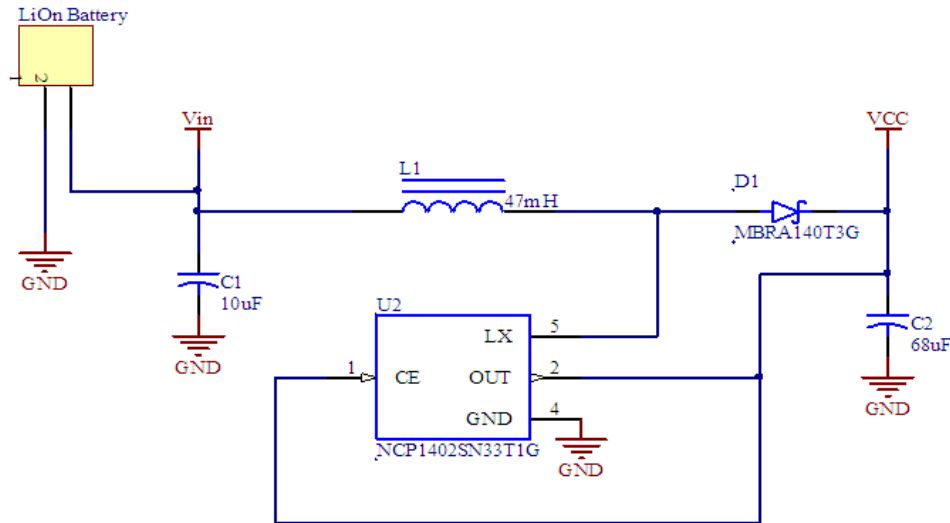 LiOn Battery
1
2
Vin
VCC
L1
47mH
D1
MBRA140T3G
GND
C1
10uF
GND
U2
LX
5
1
CE
OUT
2
GND
4
NCP1402SN33T1G
GND
C2
68uF
GND